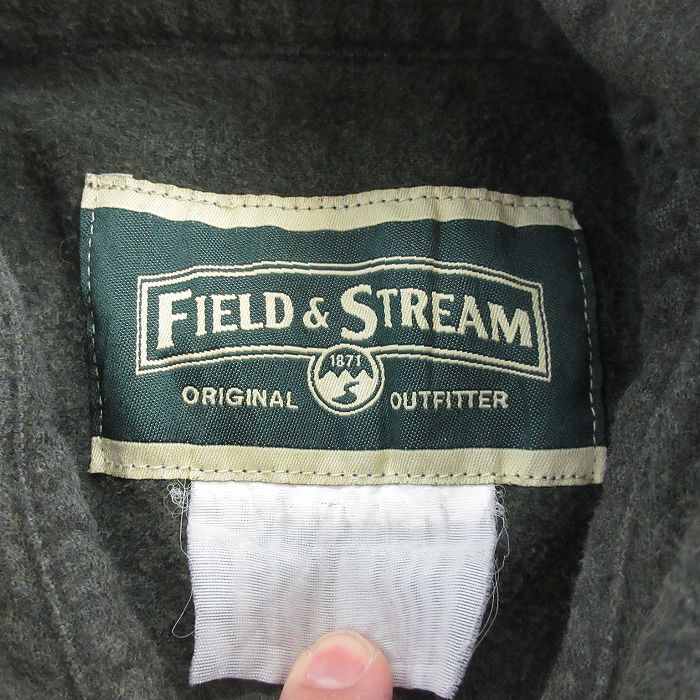 FIELD & STREAM
1871
ORIGINAL OUTFITTER